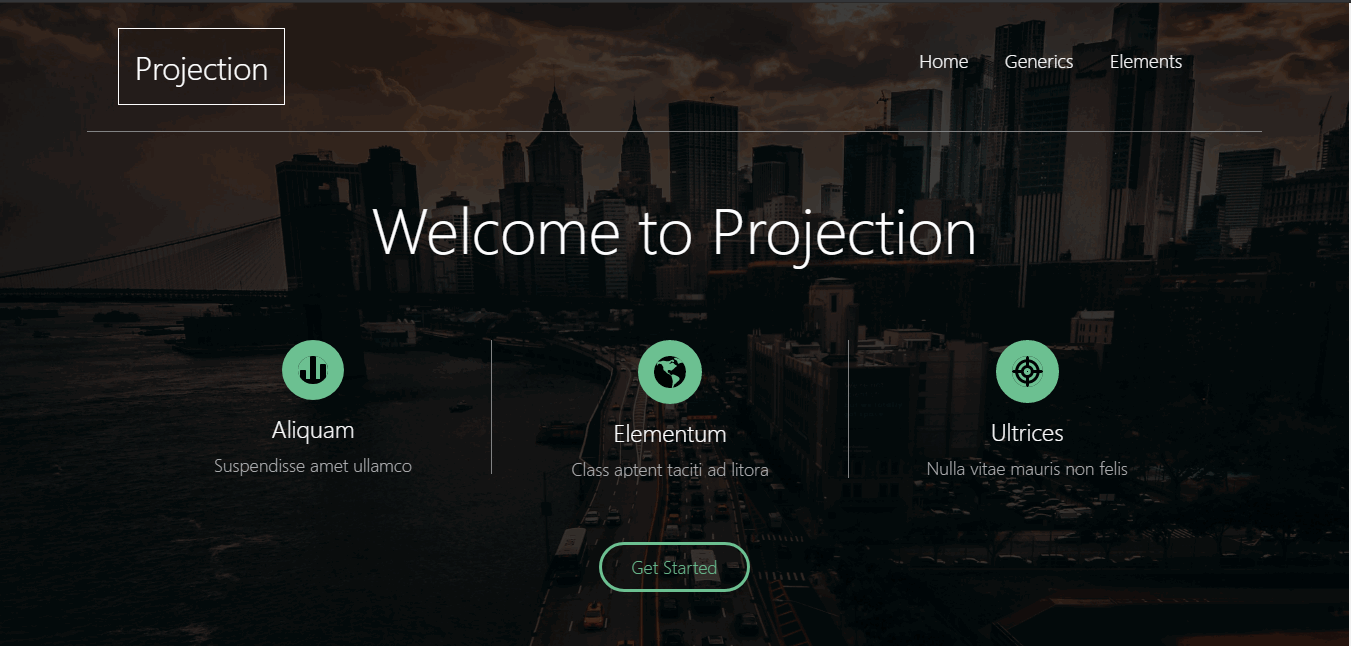 Projection
Home Generics Elements
Welcome to Projection
Aliquam
Suspendisse amet ullamco
Elementum
Class aptent taciti ad litora
Ultrices
Nulla vitae mauris non felis
Get Started